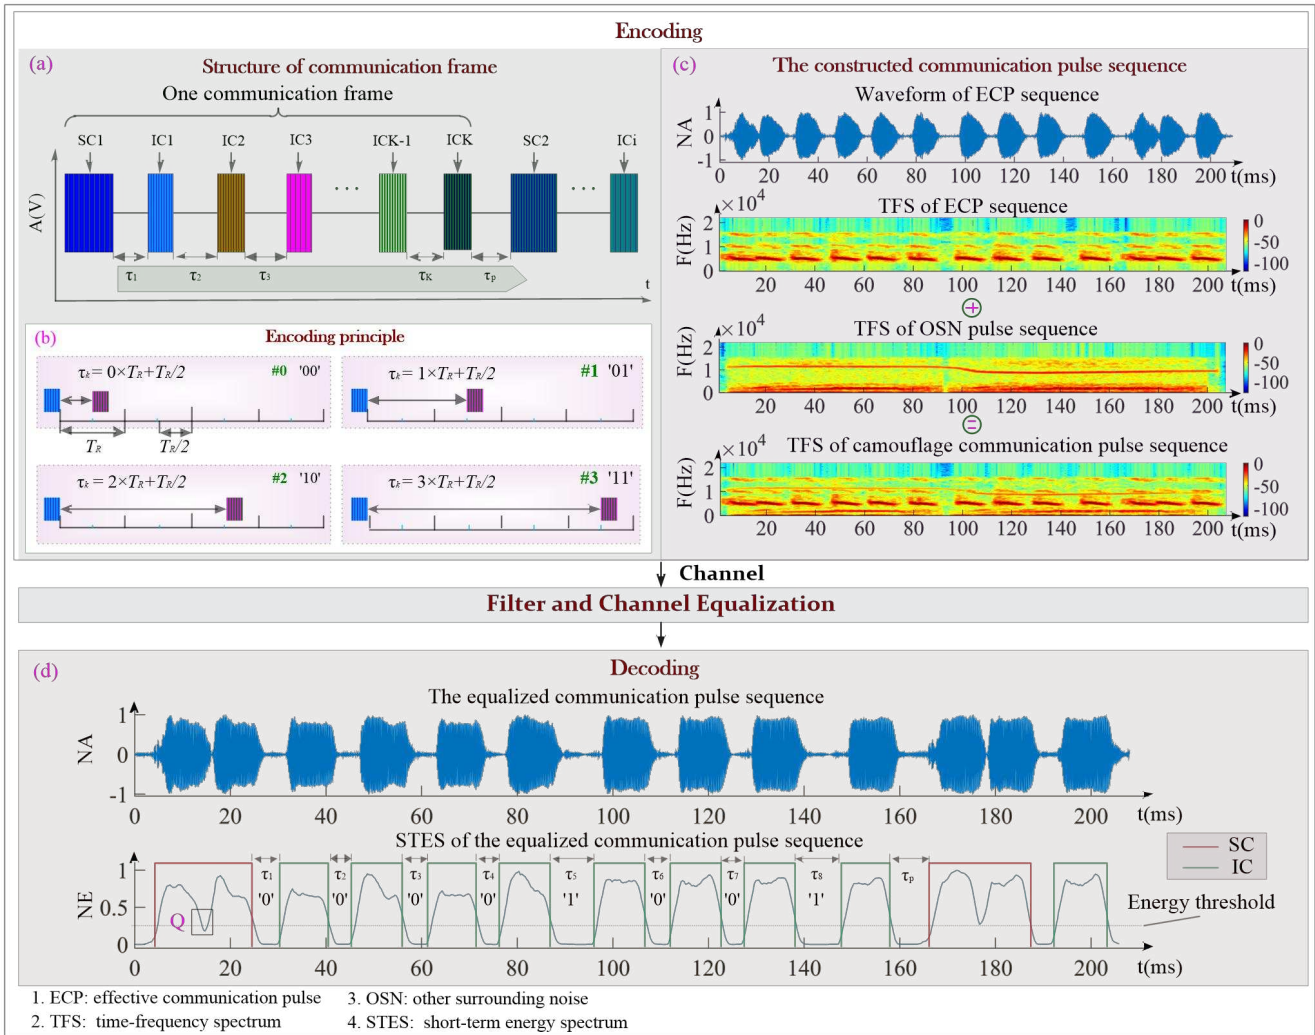 Encoding
(a)
Structure of communication frame
One communication frame
SC1 IC1 IC2 IC3 ICK-1 ICK SC2 ICi
A(V)
. . . . . .
τ1 τ2 τ3 τK τp
t
(b)
Encoding principle
τk= 0×TR+TR/2 #0 '00'
TR TR/2
τk= 1×TR+TR/2 #1 '01'
τk= 2×TR+TR/2 #2 '10'
τk= 3×TR+TR/2 #3 '11'
(c)
The constructed communication pulse sequence
Waveform of ECP sequence
NA
1
0
-1
0 20 40 60 80 100 120 140 160 180 200 t(ms)
TFS of ECP sequence
×10^4
F(Hz)
2
1
0
0
-50
-100
20 40 60 80 100 120 140 160 180 200 t(ms)
+
TFS of OSN pulse sequence
×10^4
F(Hz)
2
1
0
0
-50
-100
20 40 60 80 100 120 140 160 180 200 t(ms)
=
TFS of camouflage communication pulse sequence
×10^4
F(Hz)
2
1
0
0
-50
-100
20 40 60 80 100 120 140 160 180 200 t(ms)
Channel
Filter and Channel Equalization
(d)
Decoding
The equalized communication pulse sequence
NA
1
0
-1
0 20 40 60 80 100 120 140 160 180 200 t(ms)
STES of the equalized communication pulse sequence
SC
IC
NE
1
0.5
0
τ1 τ2 τ3 τ4 τ5 τ6 τ7 τ8 τp
'0' '0' '0' '0' '1' '0' '0' '1'
Q
Energy threshold
0 20 40 60 80 100 120 140 160 180 200 t(ms)
1. ECP: effective communication pulse
2. TFS: time-frequency spectrum
3. OSN: other surrounding noise
4. STES: short-term energy spectrum